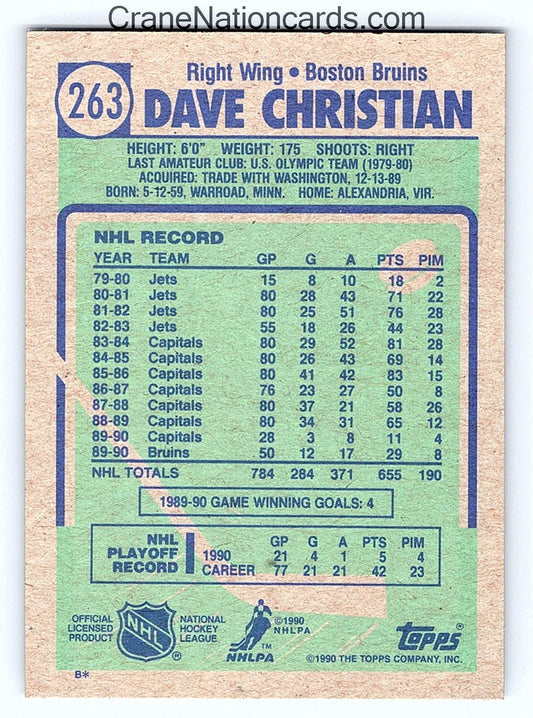 CraneNationcards.com
263
Right Wing • Boston Bruins
DAVE CHRISTIAN
HEIGHT: 6'0" WEIGHT: 175 SHOOTS: RIGHT
LAST AMATEUR CLUB: U.S. OLYMPIC TEAM (1979-80)
ACQUIRED: TRADE WITH WASHINGTON, 12-13-89
BORN: 5-12-59, WARROAD, MINN. HOME: ALEXANDRIA, VIR.
NHL RECORD
YEAR TEAM GP G A PTS PIM
79-80 Jets 15 8 10 18 2
80-81 Jets 80 28 43 71 22
81-82 Jets 80 25 51 76 28
82-83 Jets 55 18 26 44 23
83-84 Capitals 80 29 52 81 28
84-85 Capitals 80 26 43 69 14
85-86 Capitals 80 41 42 83 15
86-87 Capitals 76 23 27 50 8
87-88 Capitals 80 37 21 58 26
88-89 Capitals 80 34 31 65 12
89-90 Capitals 28 3 8 11 4
89-90 Bruins 50 12 17 29 8
NHL TOTALS 784 284 371 655 190
1989-90 GAME WINNING GOALS: 4
NHL PLAYOFF RECORD
GP G A PTS PIM
1990 21 4 1 5 4
CAREER 77 21 21 42 23
OFFICIAL
LICENSED
PRODUCT
NHL
®
NATIONAL
HOCKEY
LEAGUE
©1990
NHLPA
TM
NHLPA
topps®
©1990 THE TOPPS COMPANY, INC.
B*